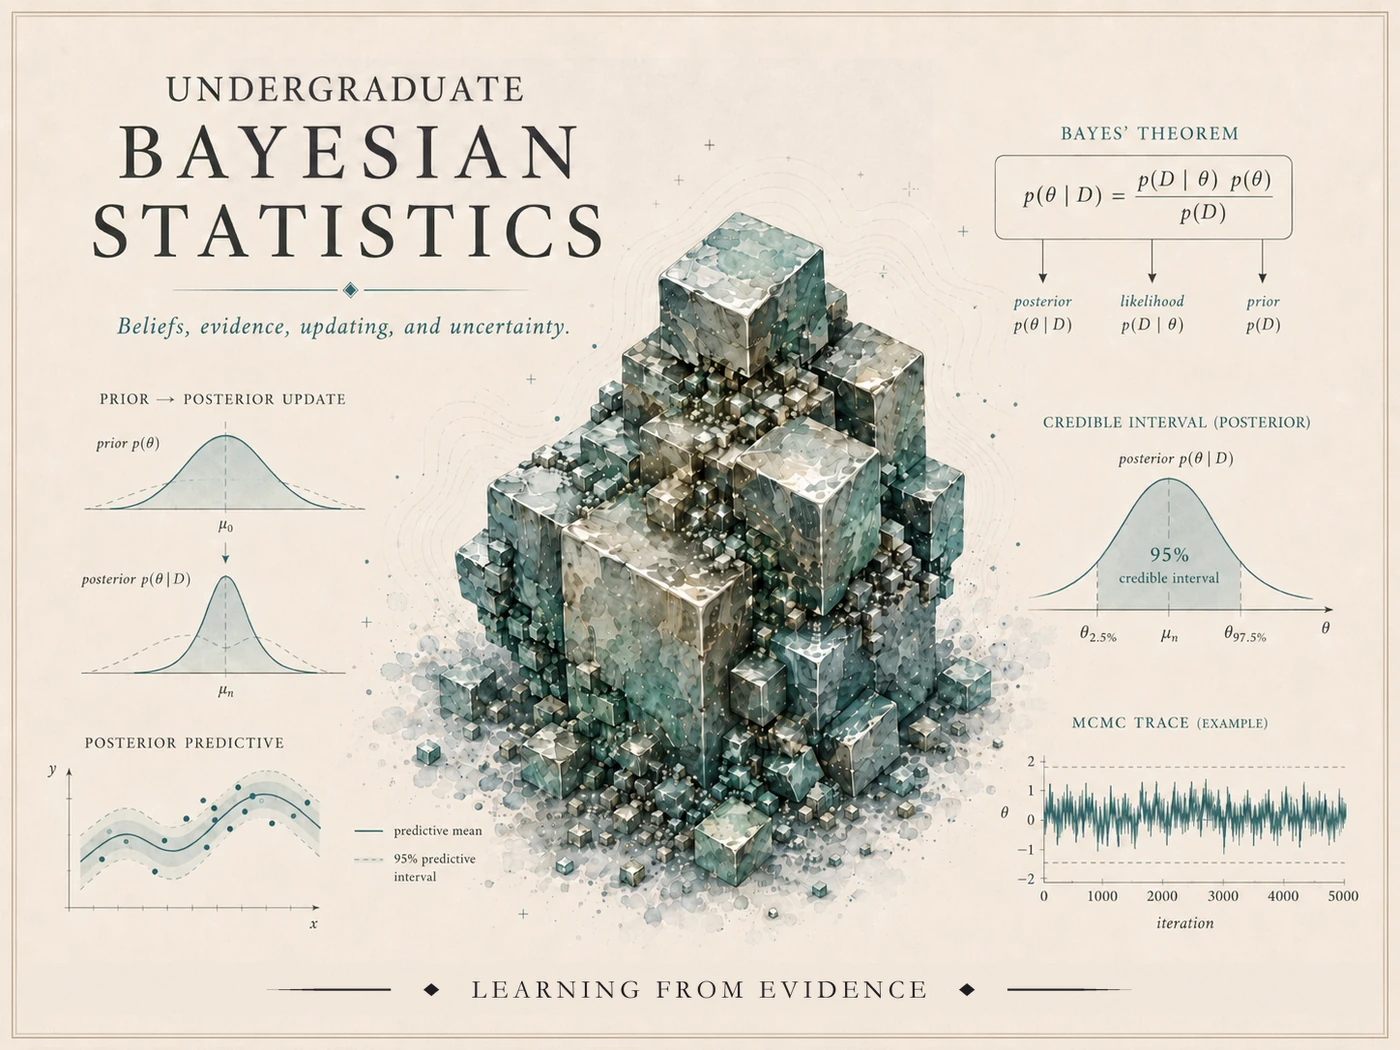 UNDERGRADUATE
BAYESIAN
STATISTICS
Beliefs, evidence, updating, and uncertainty.
PRIOR → POSTERIOR UPDATE
prior p(θ)
μ₀
posterior p(θ | D)
μₙ
POSTERIOR PREDICTIVE
y
x
predictive mean
95% predictive
interval
BAYES’ THEOREM
p(θ | D) = p(D | θ) p(θ)
p(D)
posterior likelihood prior
p(θ | D) p(D | θ) p(D)
CREDIBLE INTERVAL (POSTERIOR)
posterior p(θ | D)
95%
credible interval
θ2.5% μₙ θ97.5% θ
MCMC TRACE (EXAMPLE)
2
1
θ 0
−1
−2
0 1000 2000 3000 4000 5000
iteration
LEARNING FROM EVIDENCE